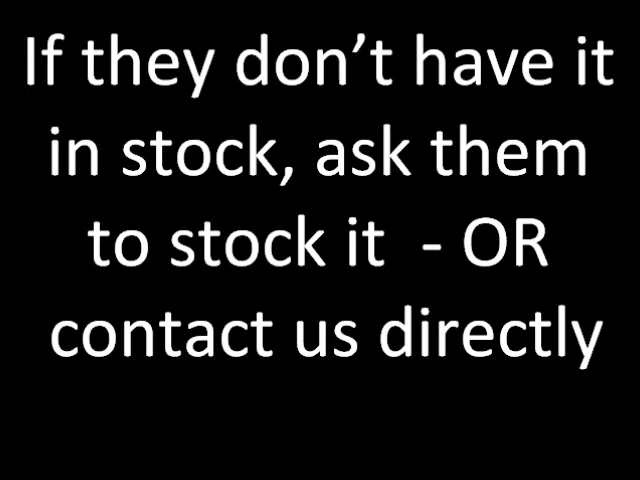 If they don’t have it
in stock, ask them
to stock it  - OR
contact us directly